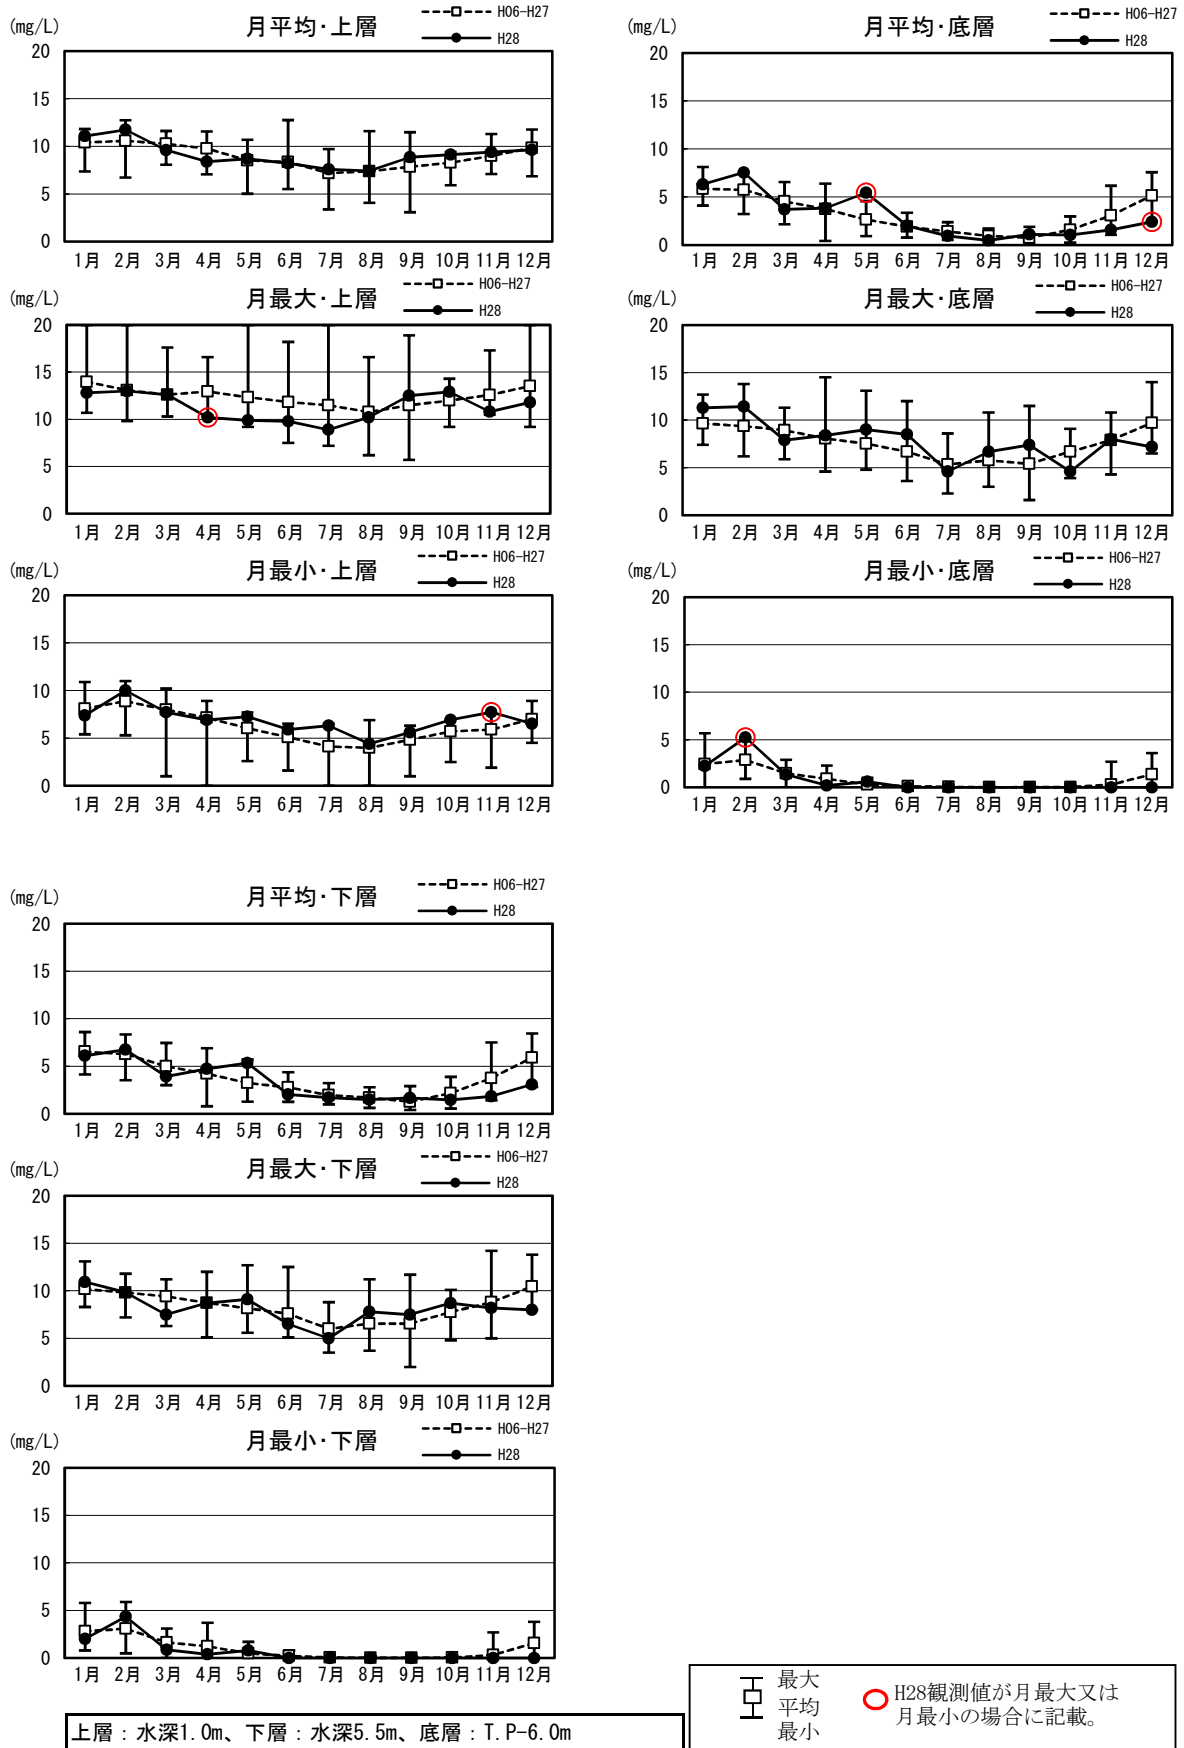 (mg/L)
月平均・上層
H06-H27
H28
20
15
10
5
0
1月 2月 3月 4月 5月 6月 7月 8月 9月 10月 11月 12月
(mg/L)
月平均・底層
H06-H27
H28
20
15
10
5
0
1月 2月 3月 4月 5月 6月 7月 8月 9月 10月 11月 12月
(mg/L)
月最大・上層
H06-H27
H28
20
15
10
5
0
1月 2月 3月 4月 5月 6月 7月 8月 9月 10月 11月 12月
(mg/L)
月最大・底層
H06-H27
H28
20
15
10
5
0
1月 2月 3月 4月 5月 6月 7月 8月 9月 10月 11月 12月
(mg/L)
月最小・上層
H06-H27
H28
20
15
10
5
0
1月 2月 3月 4月 5月 6月 7月 8月 9月 10月 11月 12月
(mg/L)
月最小・底層
H06-H27
H28
20
15
10
5
0
1月 2月 3月 4月 5月 6月 7月 8月 9月 10月 11月 12月
(mg/L)
月平均・下層
H06-H27
H28
20
15
10
5
0
1月 2月 3月 4月 5月 6月 7月 8月 9月 10月 11月 12月
(mg/L)
月最大・下層
H06-H27
H28
20
15
10
5
0
1月 2月 3月 4月 5月 6月 7月 8月 9月 10月 11月 12月
(mg/L)
月最小・下層
H06-H27
H28
20
15
10
5
0
1月 2月 3月 4月 5月 6月 7月 8月 9月 10月 11月 12月
上層：水深1.0m、下層：水深5.5m、底層：T.P-6.0m
最大
平均
最小
H28観測値が月最大又は
月最小の場合に記載。